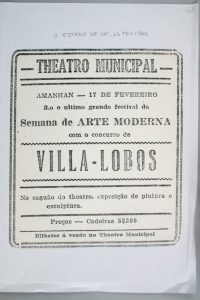 O ESTADO DE SP, 16 FEV. 1922
THEATRO MUNICIPAL
AMANHAN — 17 DE FEVEREIRO
3.o e ultimo grande festival da
Semana de ARTE MODERNA
com o concurso de
VILLA-LOBOS
No saguão do theatro, exposição de pintura e
esculptura.
Preços — Cadeiras 5$200
Bilhetes á venda no Theatro Municipal